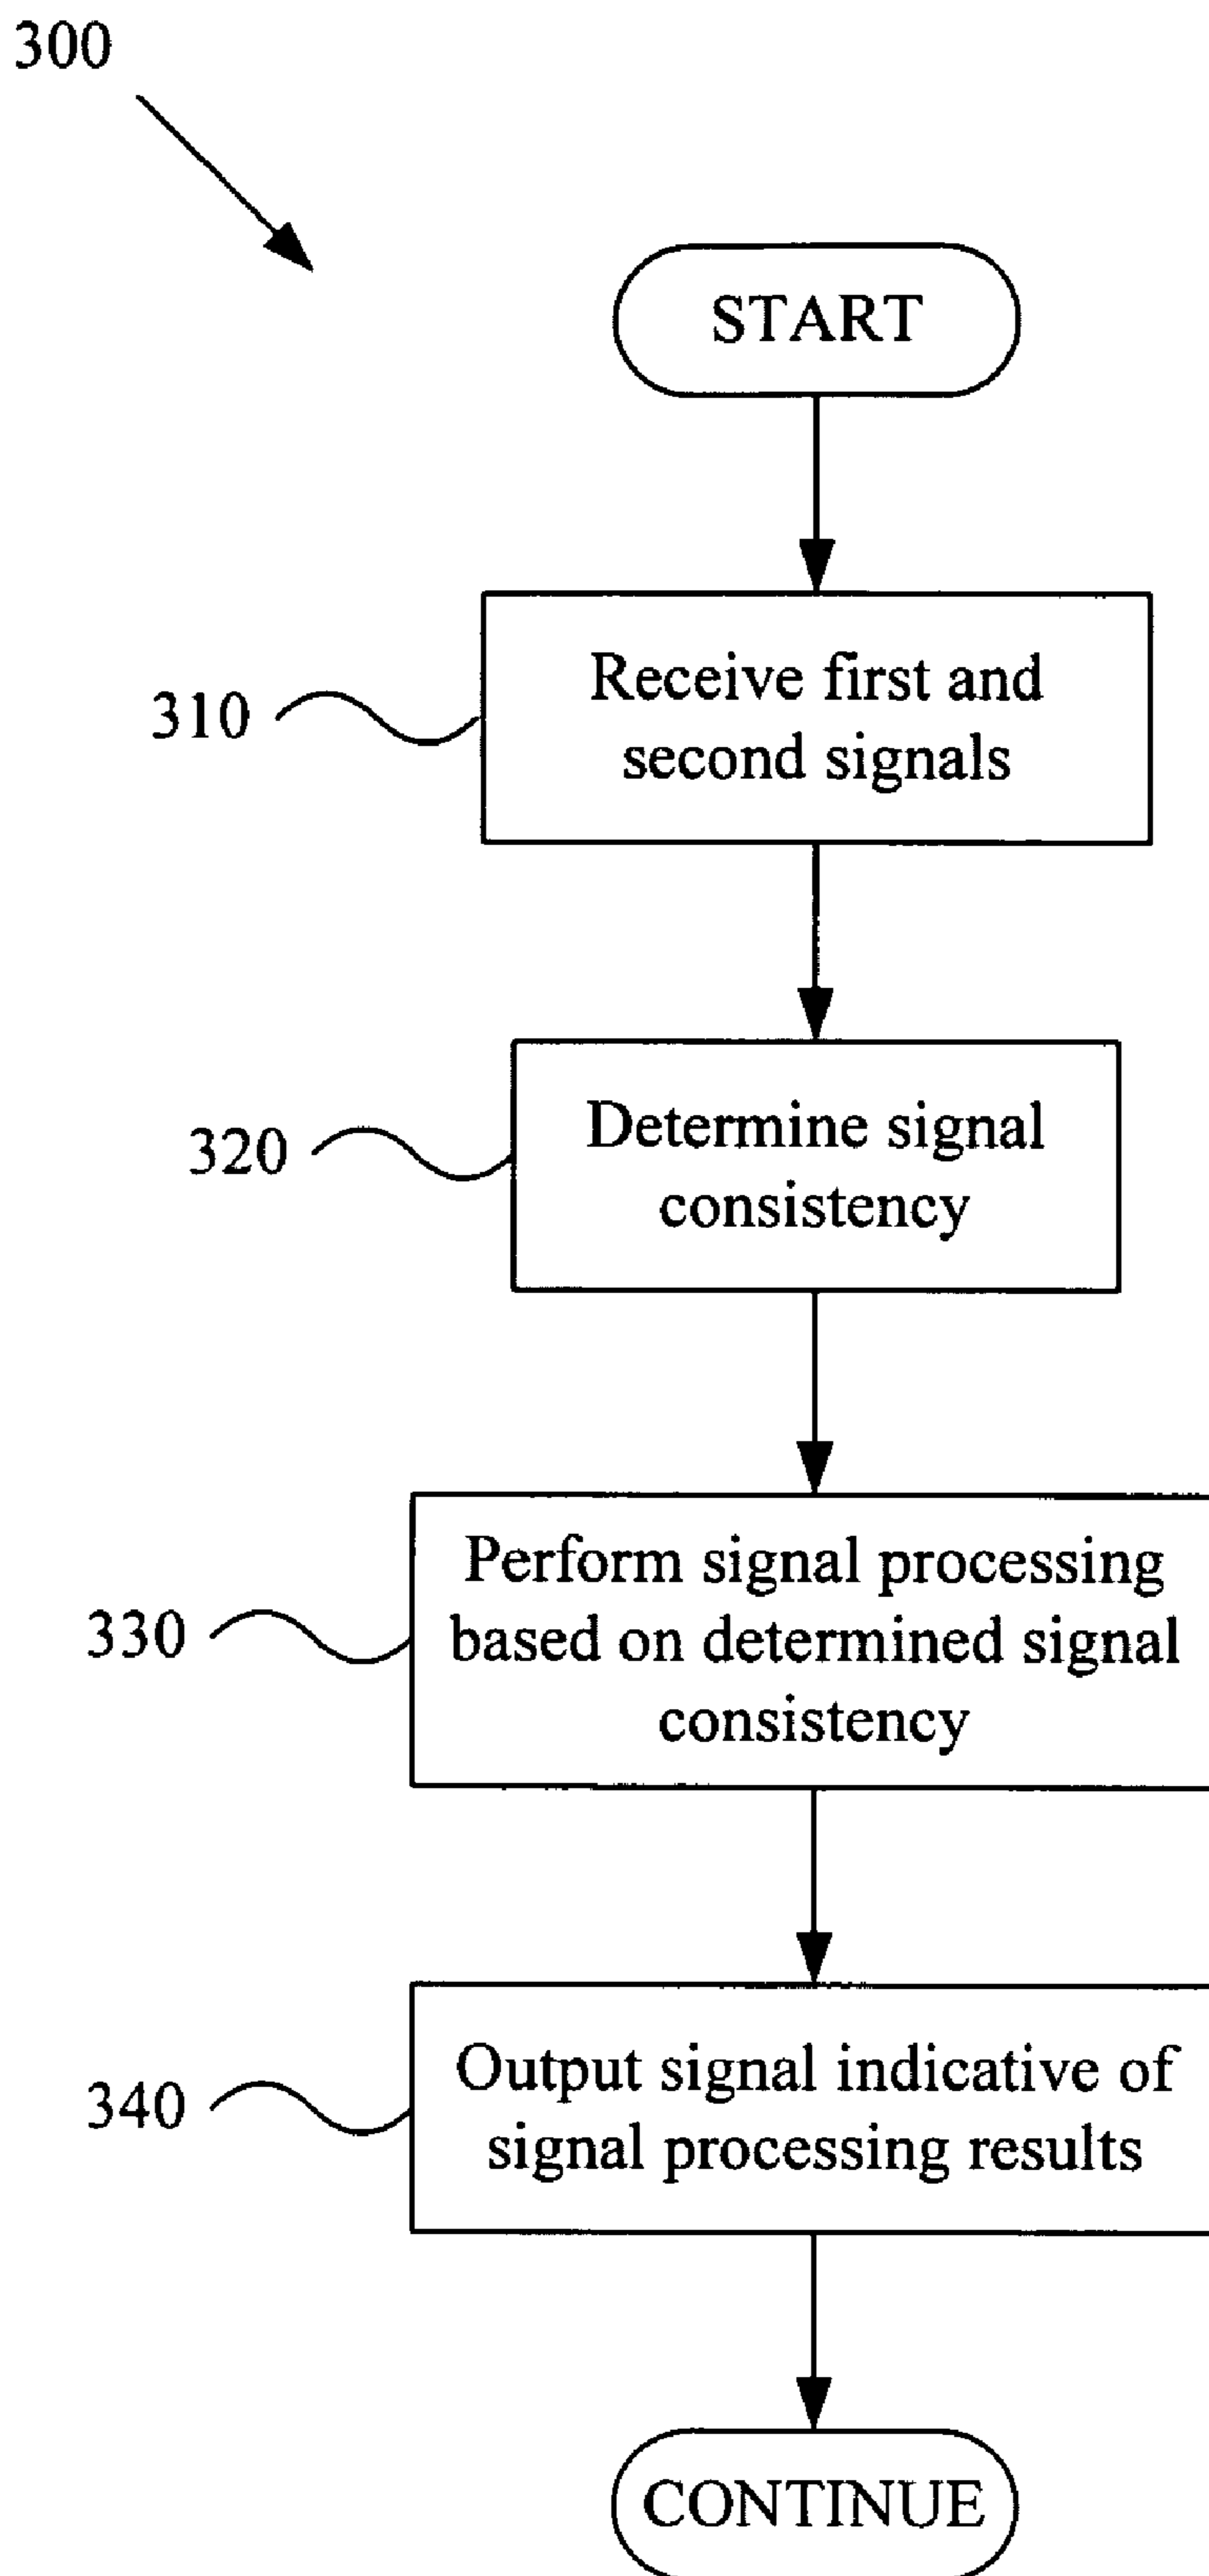 300
START
310
Receive first and
second signals
320
Determine signal
consistency
330
Perform signal processing
based on determined signal
consistency
340
Output signal indicative of
signal processing results
CONTINUE